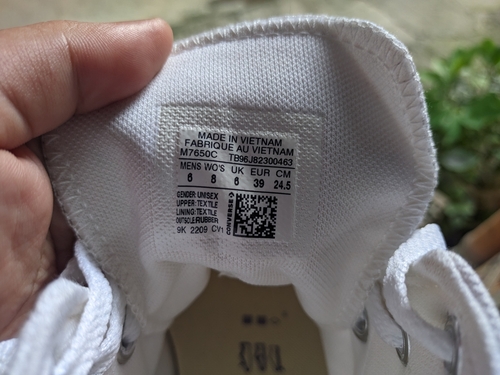 MADE IN VIETNAM
FABRIQUE AU VIETNAM
M7650C TB96J82300463
MENS WO'S UK EUR CM
6 8 6 39 24.5
GENDER: UNISEX
UPPER: TEXTILE
LINING: TEXTILE
OUTSOLE: RUBBER
9K 2209 CV1
CONVERSE